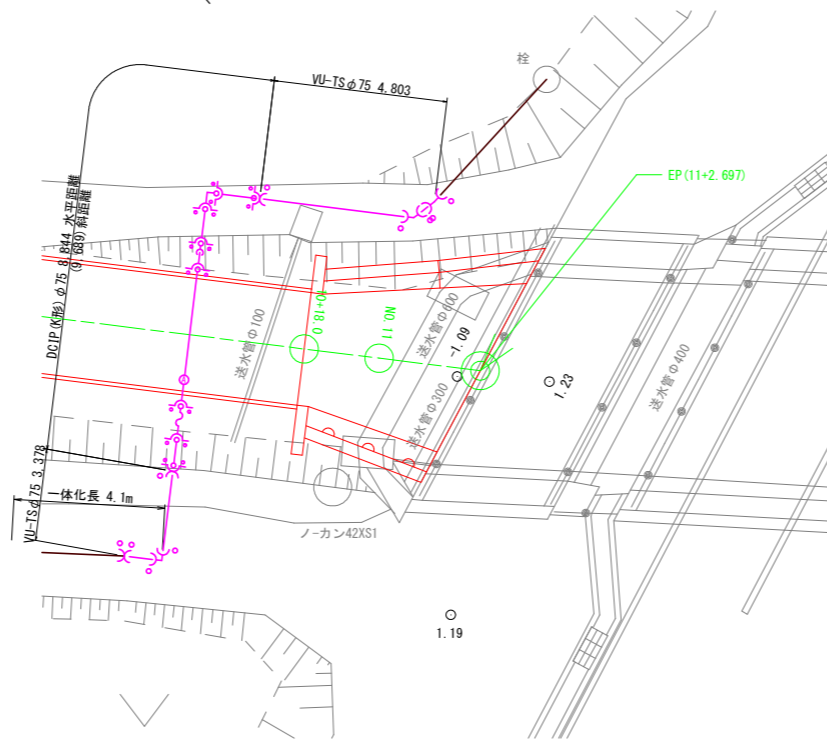 栓
VU-TSφ75 4.803
EP(11+2.697)
DCIP(K形)φ75 8.844 水平距離
(9.689)斜距離
送水管Φ100
10+18.0
NO.11
送水管Φ600
-1.09
送水管Φ300
1.23
送水管Φ400
VU-TSφ75 3.378
一体化長 4.1m
ノ-カン42XS1
1.19